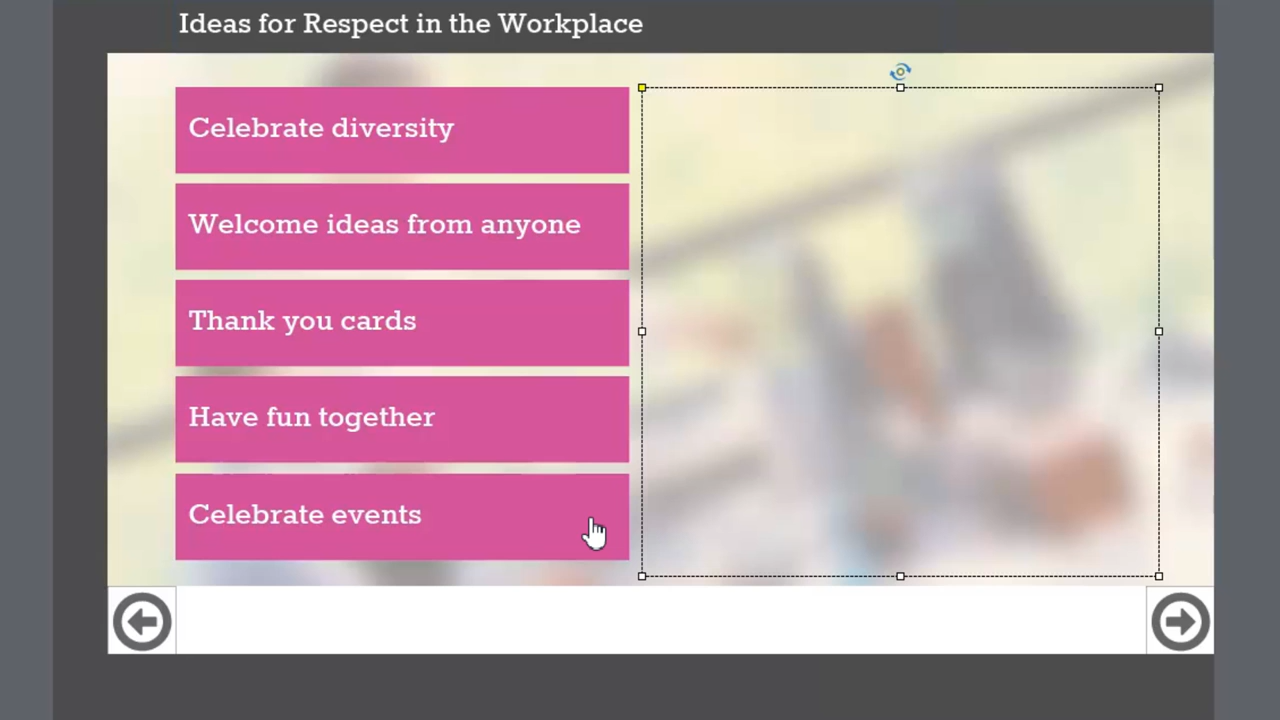 Ideas for Respect in the Workplace
Celebrate diversity
Welcome ideas from anyone
Thank you cards
Have fun together
Celebrate events